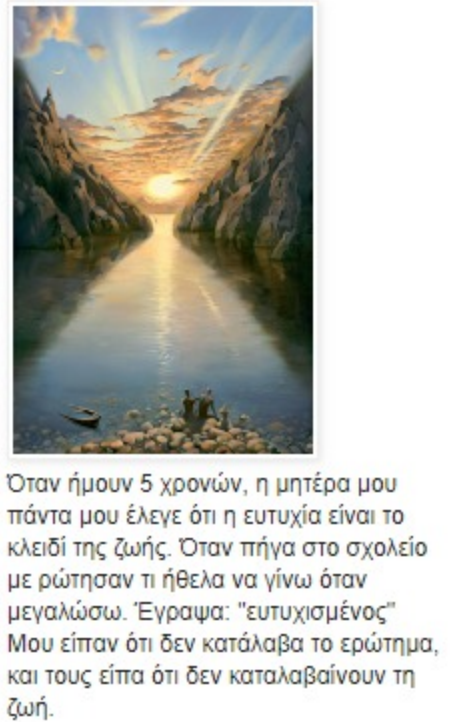 Όταν ήμουν 5 χρονών, η μητέρα μου
πάντα μου έλεγε ότι η ευτυχία είναι το
κλειδί της ζωής. Όταν πήγα στο σχολείο
με ρώτησαν τι ήθελα να γίνω όταν
μεγαλώσω. Έγραψα: "ευτυχισμένος"
Μου είπαν ότι δεν κατάλαβα το ερώτημα,
και τους είπα ότι δεν καταλαβαίνουν τη
ζωή.